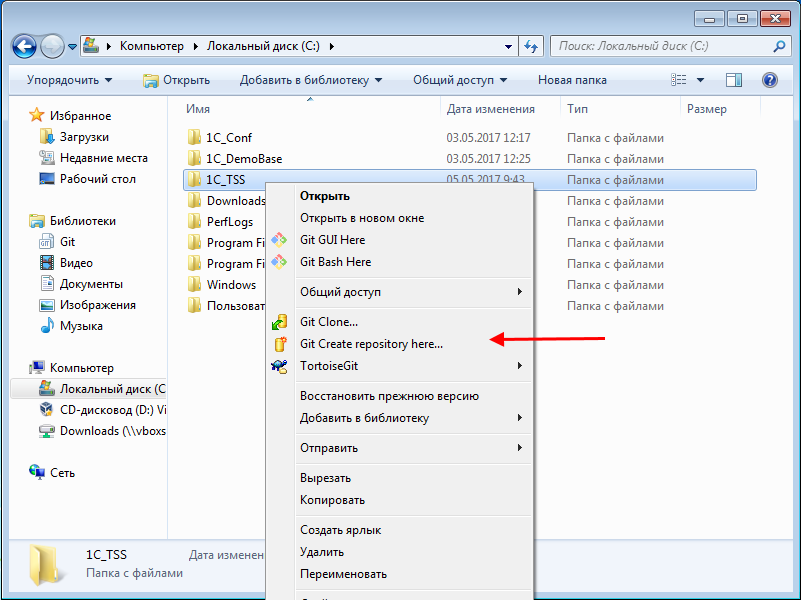 Компьютер Локальный диск (C:)
Поиск: Локальный диск (C:)
Упорядочить Открыть Добавить в библиотеку Общий доступ Новая папка
Имя Дата изменения Тип Размер
Избранное
Загрузки
Недавние места
Рабочий стол
Библиотеки
Git
Видео
Документы
Изображения
Музыка
Компьютер
Локальный диск (C
CD-дисковод (D:) Vi
Downloads (\\vboxs
Сеть
1C_Conf 03.05.2017 12:17 Папка с файлами
1C_DemoBase 03.05.2017 12:25 Папка с файлами
1C_TSS 05.05.2017 9:43 Папка с файлами
Downloads Папка с файлами
PerfLogs Папка с файлами
Program Fi Папка с файлами
Program Fi Папка с файлами
Windows Папка с файлами
Пользоват Папка с файлами
Открыть
Открыть в новом окне
Git GUI Here
Git Bash Here
Общий доступ
Git Clone...
Git Create repository here...
TortoiseGit
Восстановить прежнюю версию
Добавить в библиотеку
Отправить
Вырезать
Копировать
Создать ярлык
Удалить
Переименовать
1C_TSS Дата изменен
Папка с файлами